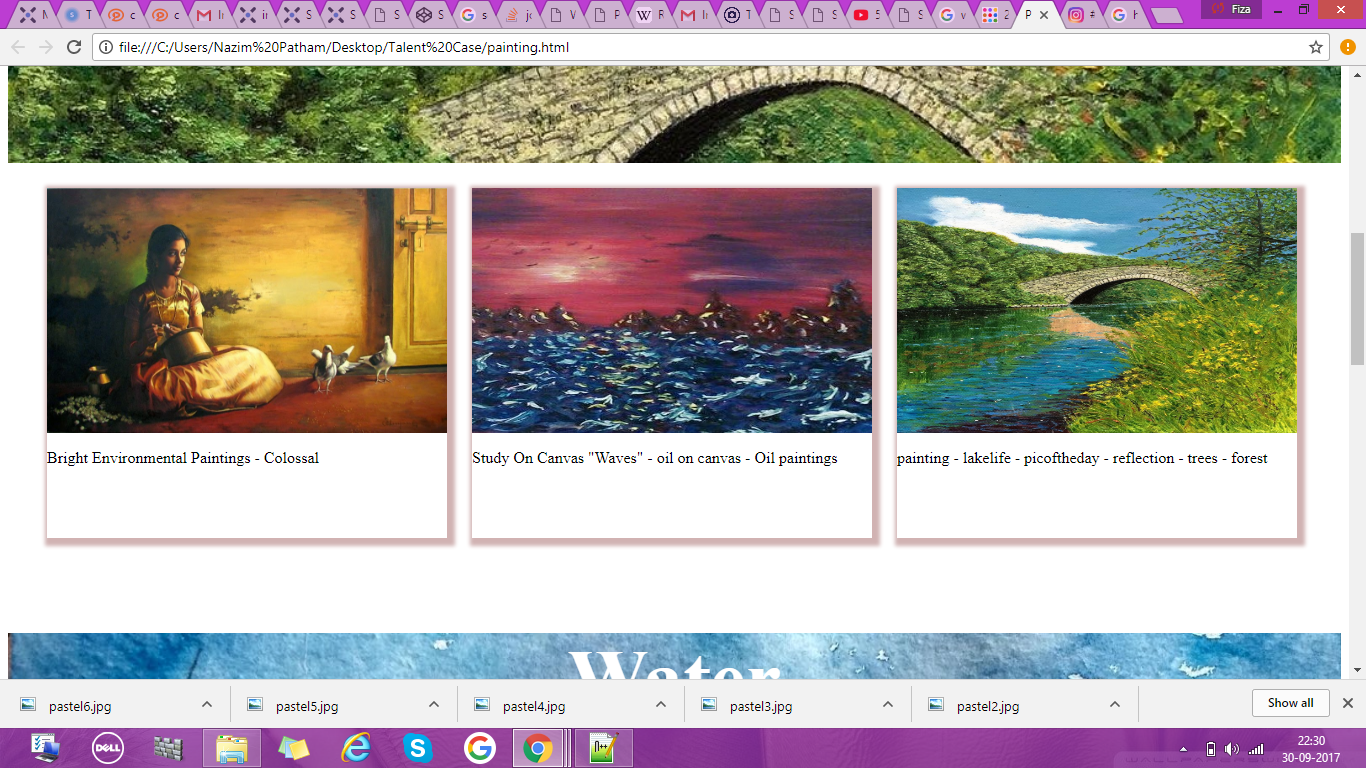 Fiza
file:///C:/Users/Nazim%20Patham/Desktop/Talent%20Case/painting.html
Bright Environmental Paintings - Colossal
Study On Canvas "Waves" - oil on canvas - Oil paintings
painting - lakelife - picoftheday - reflection - trees - forest
Water
pastel6.jpg
pastel5.jpg
pastel4.jpg
pastel3.jpg
pastel2.jpg
Show all
DELL
22:30
30-09-2017